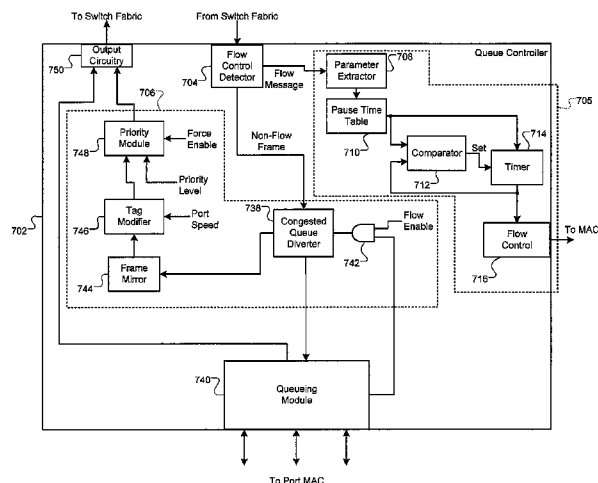 To Switch Fabric
From Switch Fabric
Output
Circuitry
750
Flow
Control
Detector
704
Flow
Message
Parameter
Extractor
708
Queue Controller
706
705
Pause Time
Table
710
Priority
Module
748
Force
Enable
Non-Flow
Frame
Comparator
712
Set
714
Timer
Priority
Level
702
Tag
Modifier
746
Port
Speed
738
Congested
Queue
Diverter
Flow
Enable
742
Flow
Control
716
To MAC
Frame
Mirror
744
740
Queueing
Module
To Port MAC